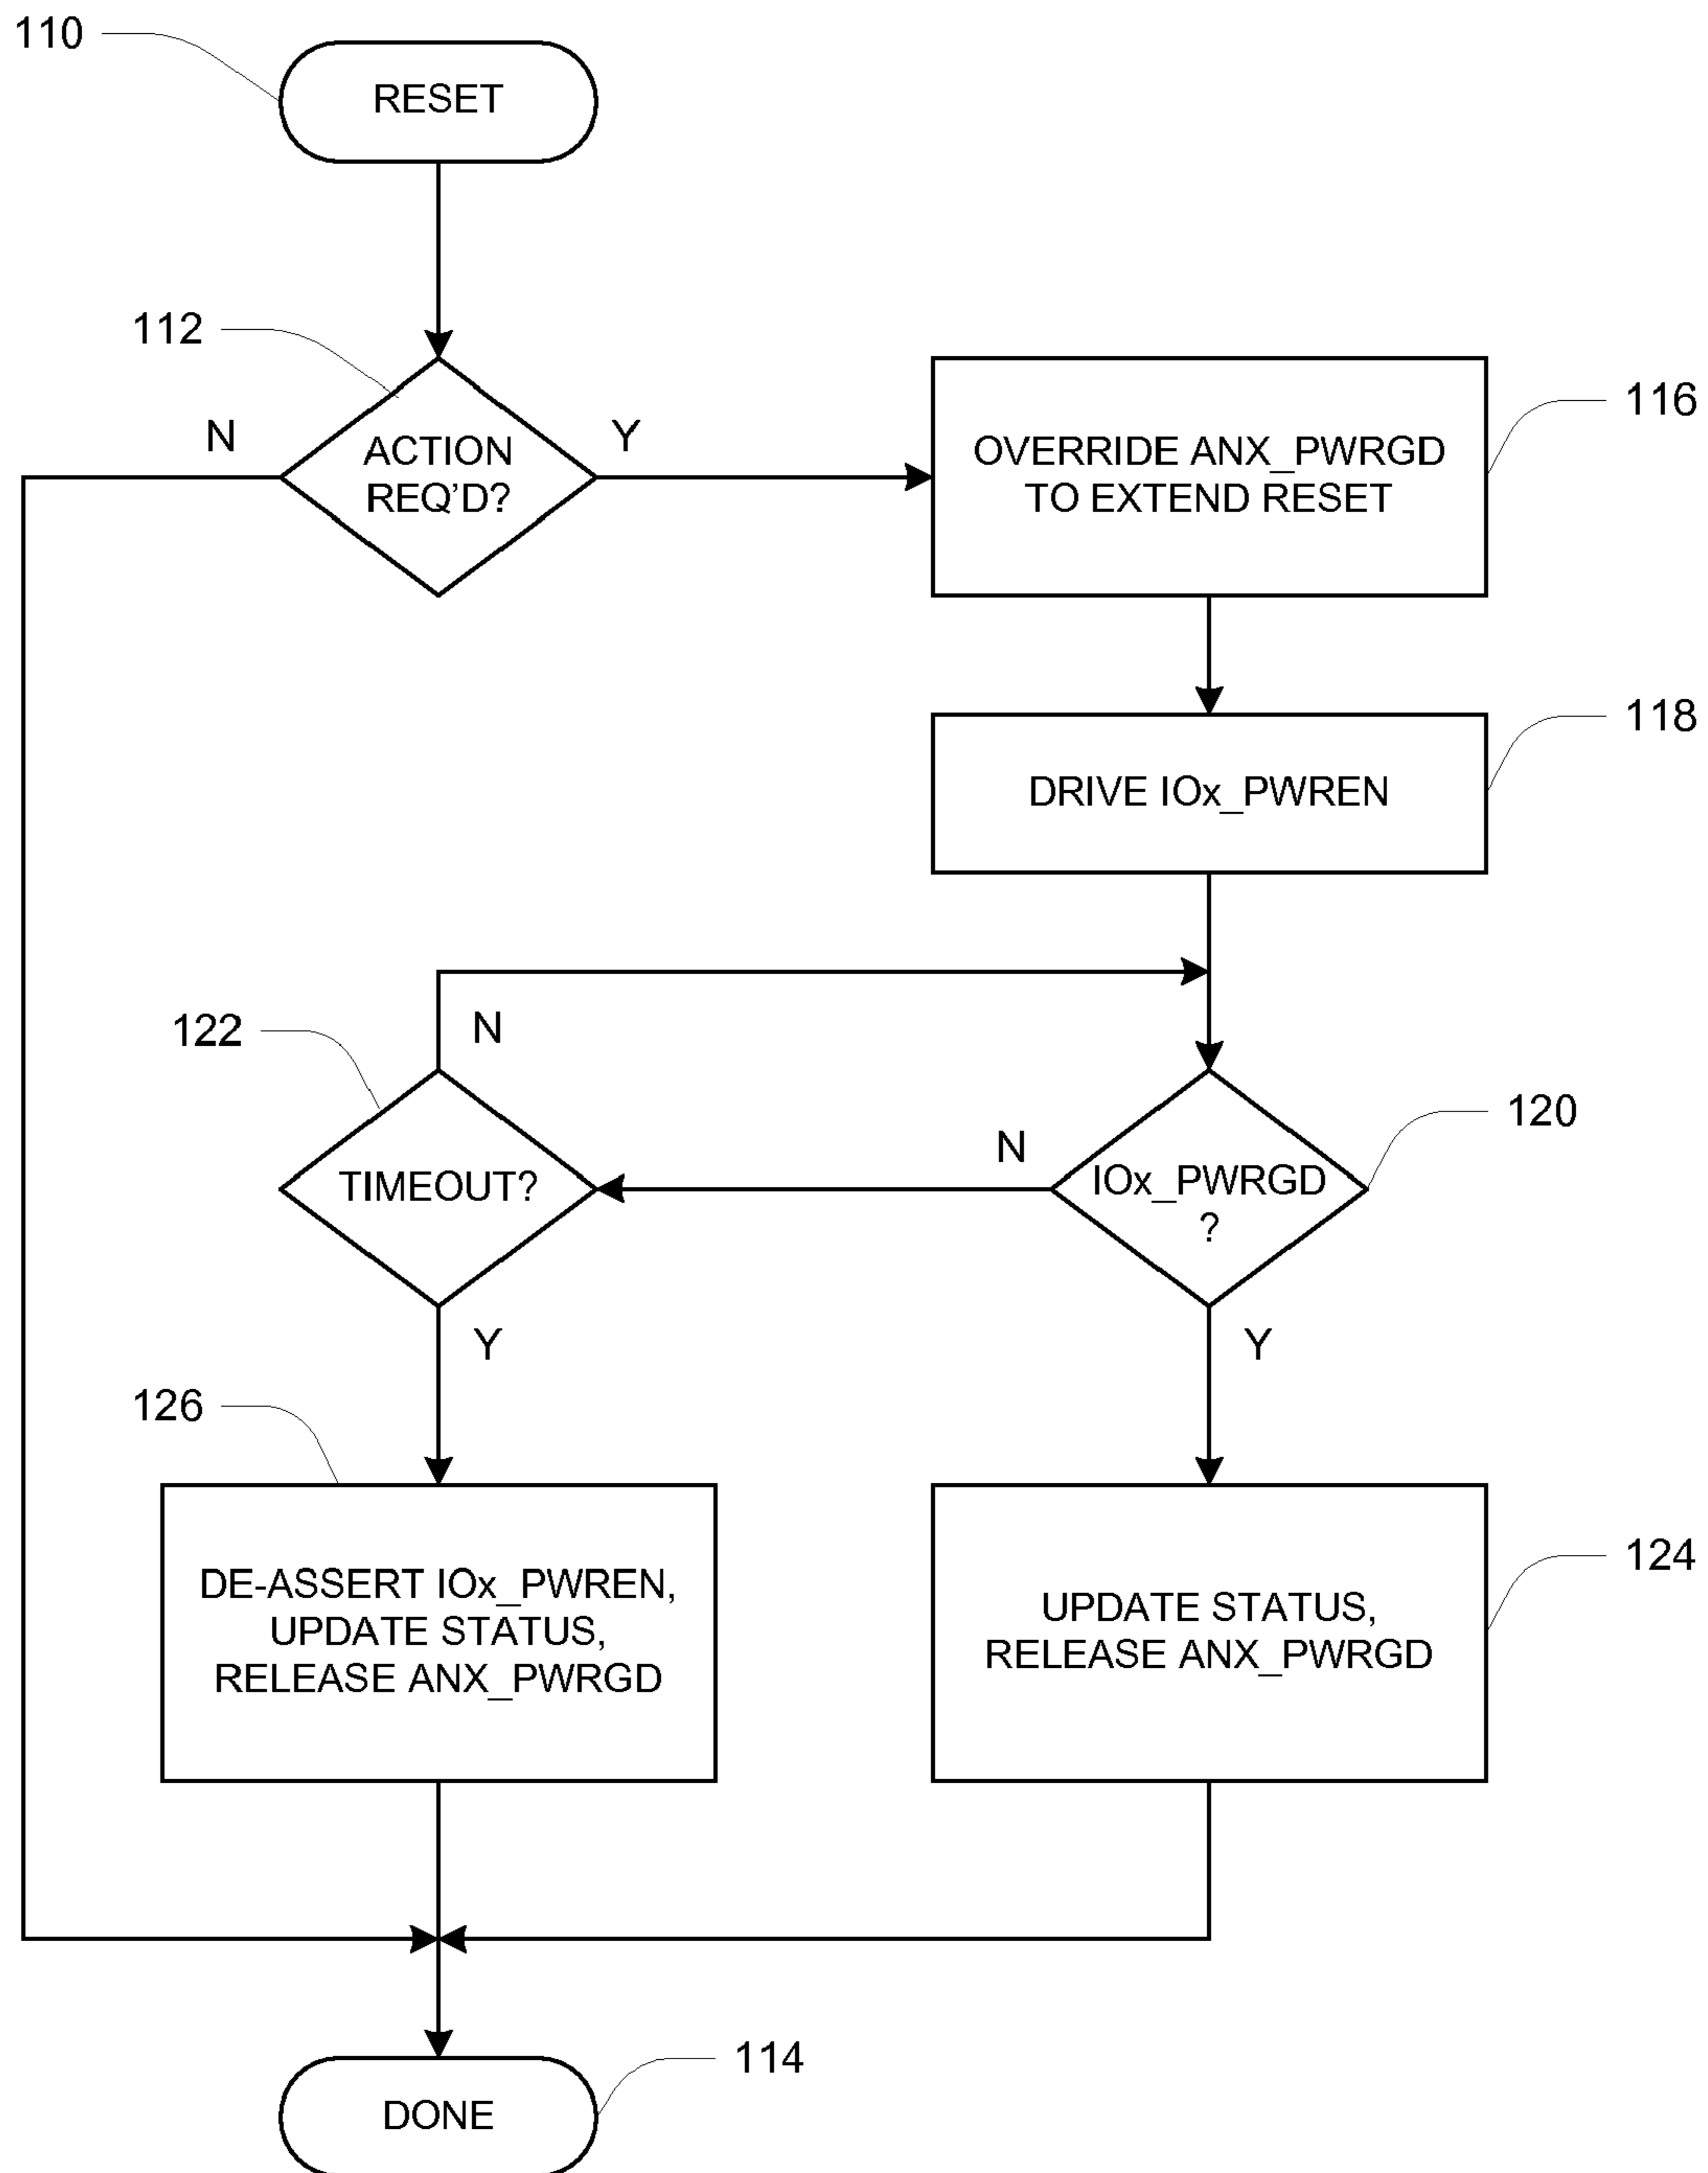 110
RESET
112
N
Y
ACTION
REQ'D?
OVERRIDE ANX_PWRGD
TO EXTEND RESET
116
DRIVE IOx_PWREN
118
122
N
TIMEOUT?
Y
N
IOx_PWRGD
?
120
Y
126
DE-ASSERT IOx_PWREN,
UPDATE STATUS,
RELEASE ANX_PWRGD
UPDATE STATUS,
RELEASE ANX_PWRGD
124
DONE
114